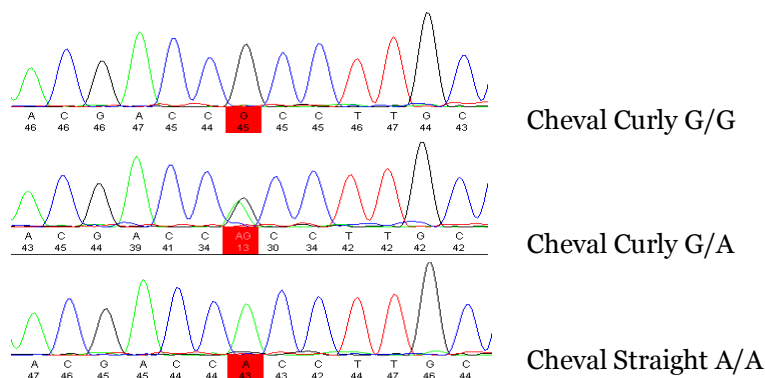 A C G A C C G C C T T G C
46 46 46 47 45 44 45 45 45 46 47 44 43
Cheval Curly G/G
A C G A C C AG C C T T G C
43 45 44 39 41 34 13 30 34 42 42 42 42
Cheval Curly G/A
A C G A C C A C C T T G C
47 46 45 45 44 44 43 43 42 44 47 46 44
Cheval Straight A/A